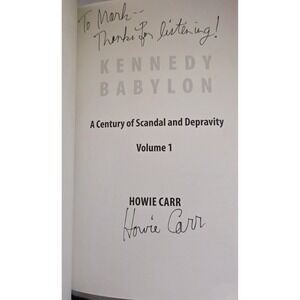 To Mark--
Thanks for listening!
KENNEDY
BABYLON
A Century of Scandal and Depravity
Volume 1
HOWIE CARR
Howie Carr